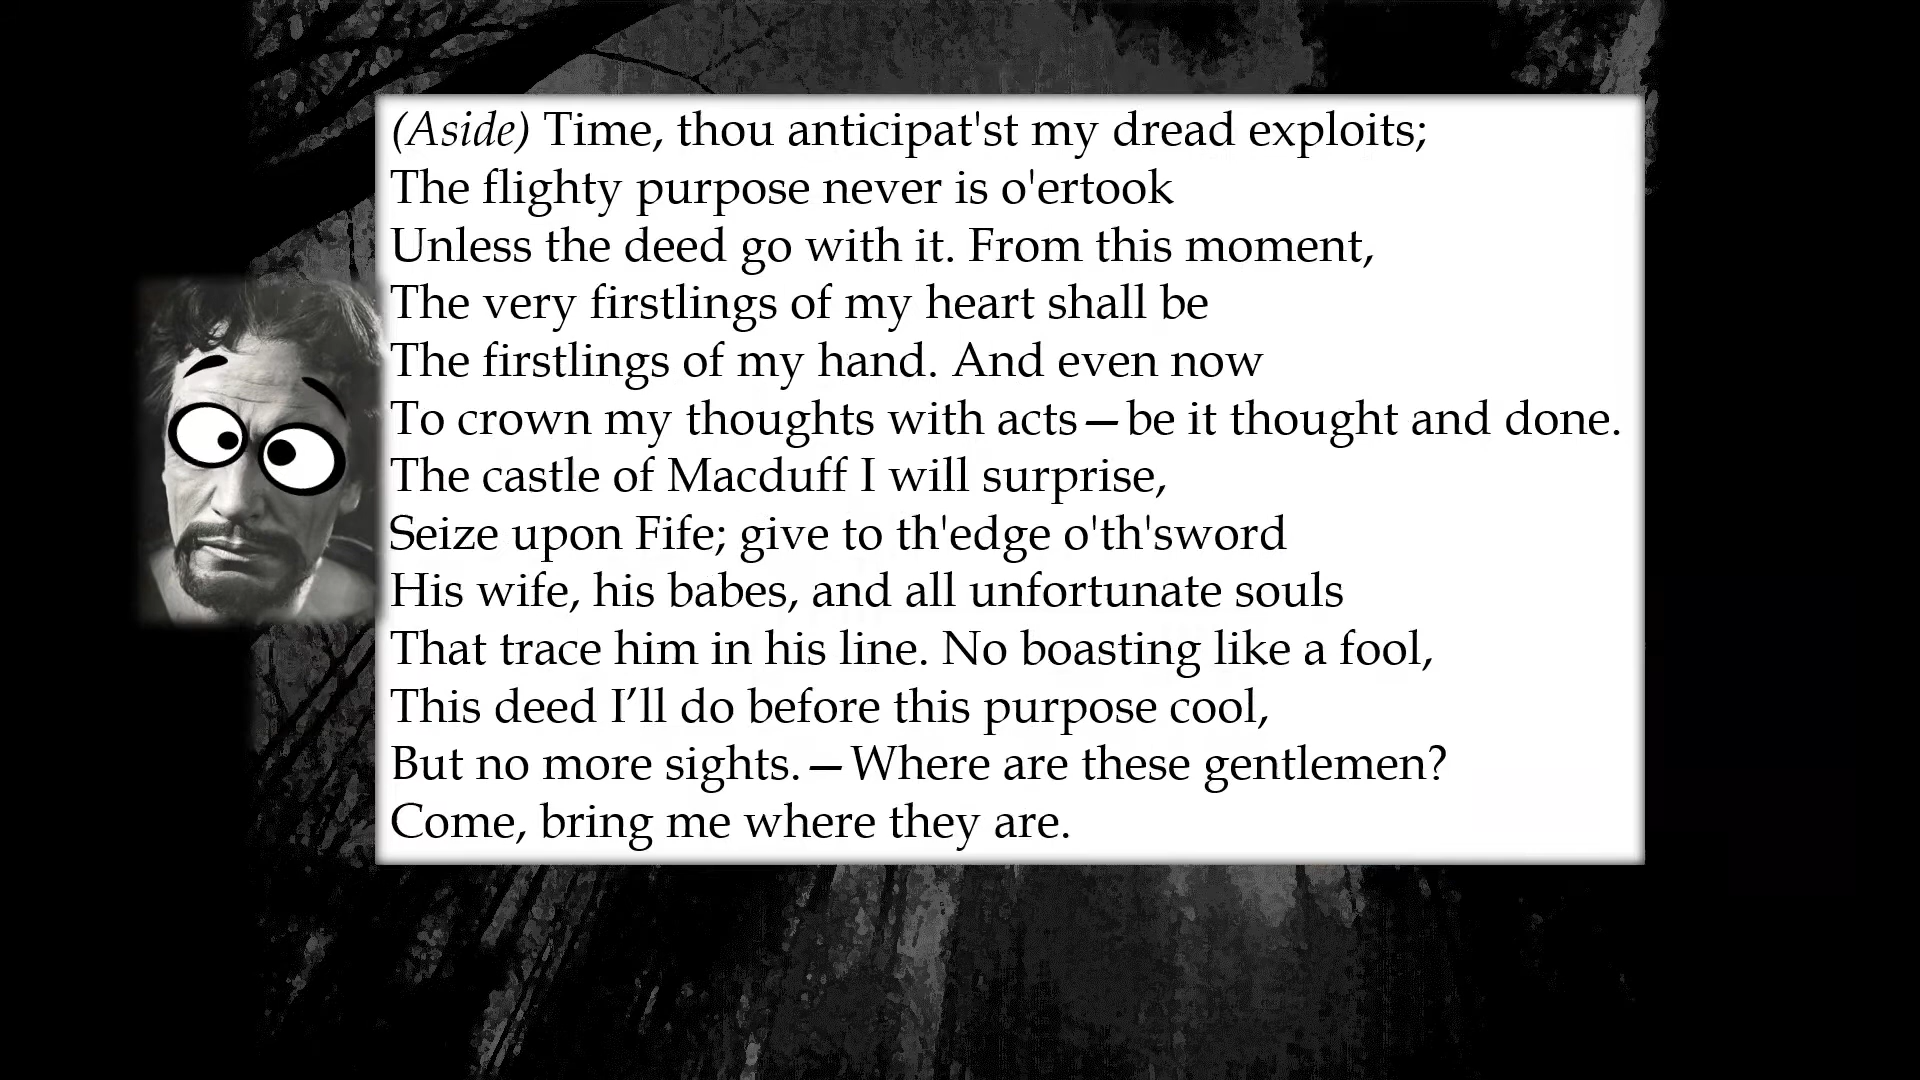 (Aside) Time, thou anticipat'st my dread exploits;
The flighty purpose never is o'ertook
Unless the deed go with it. From this moment,
The very firstlings of my heart shall be
The firstlings of my hand. And even now
To crown my thoughts with acts—be it thought and done.
The castle of Macduff I will surprise,
Seize upon Fife; give to th'edge o'th'sword
His wife, his babes, and all unfortunate souls
That trace him in his line. No boasting like a fool,
This deed I’ll do before this purpose cool,
But no more sights.—Where are these gentlemen?
Come, bring me where they are.